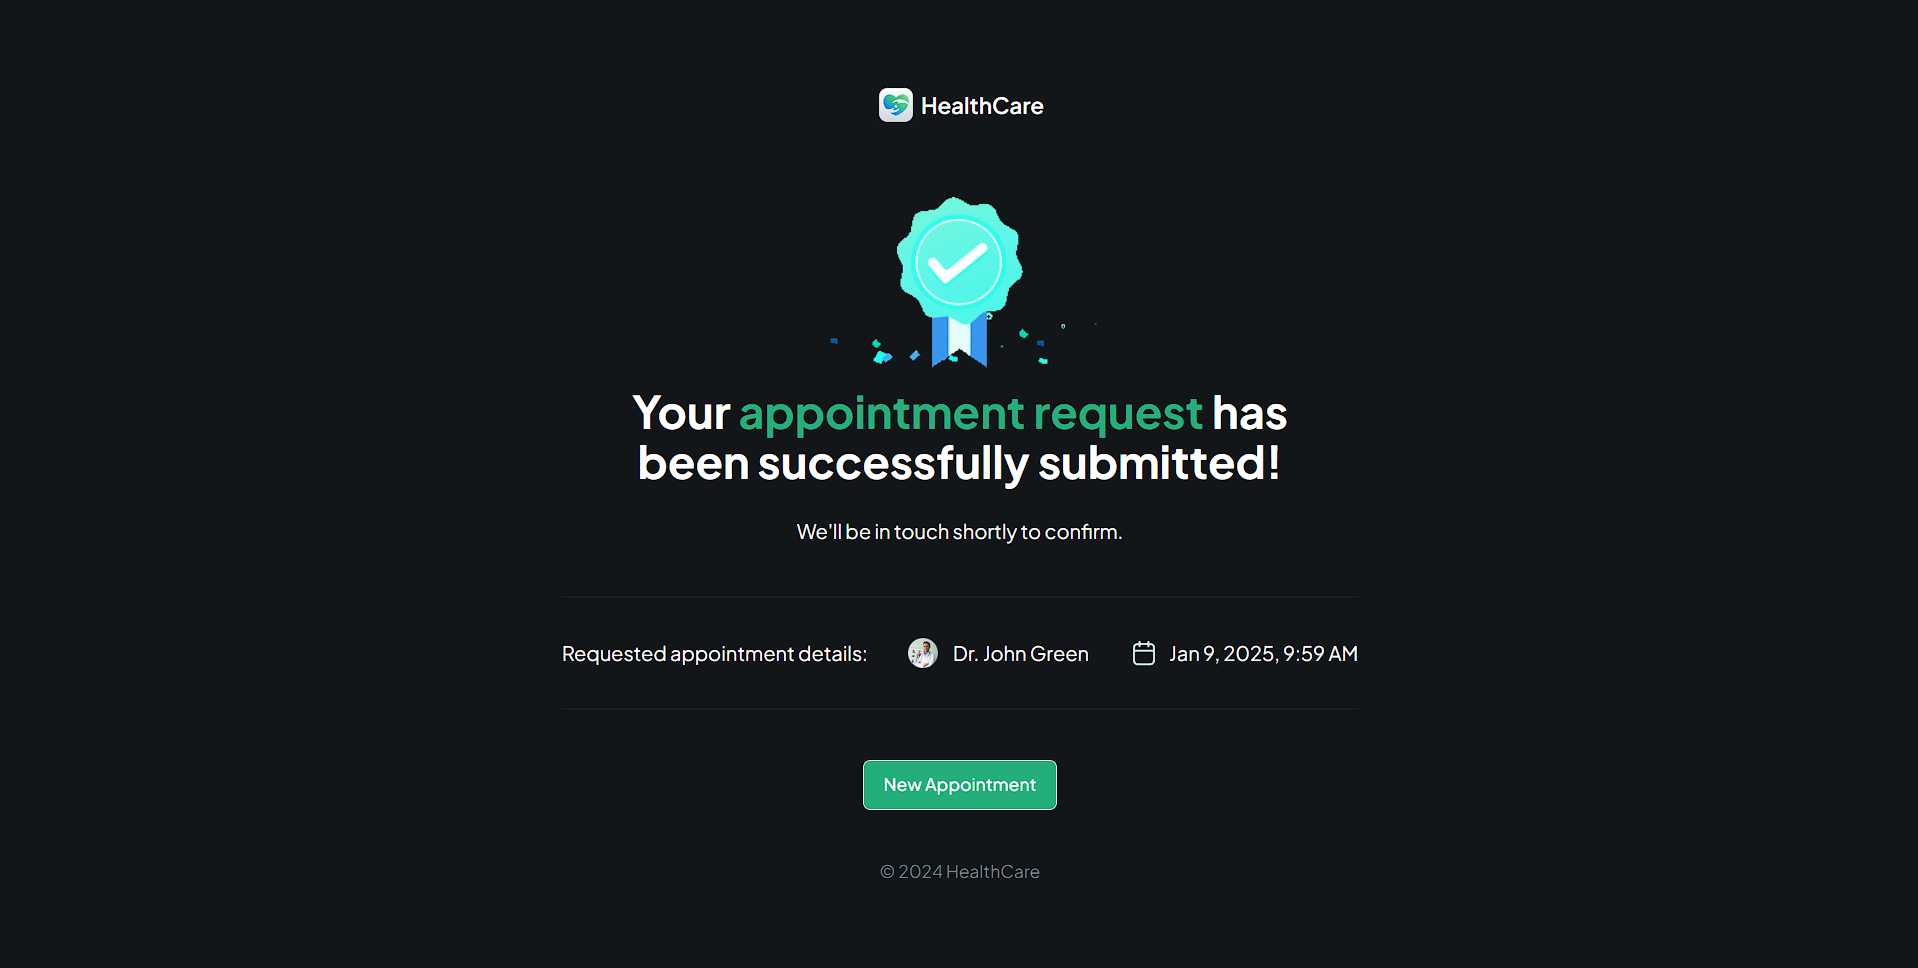 HealthCare
Your appointment request has
been successfully submitted!
We'll be in touch shortly to confirm.
Requested appointment details: Dr. John Green Jan 9, 2025, 9:59 AM
New Appointment
© 2024 HealthCare